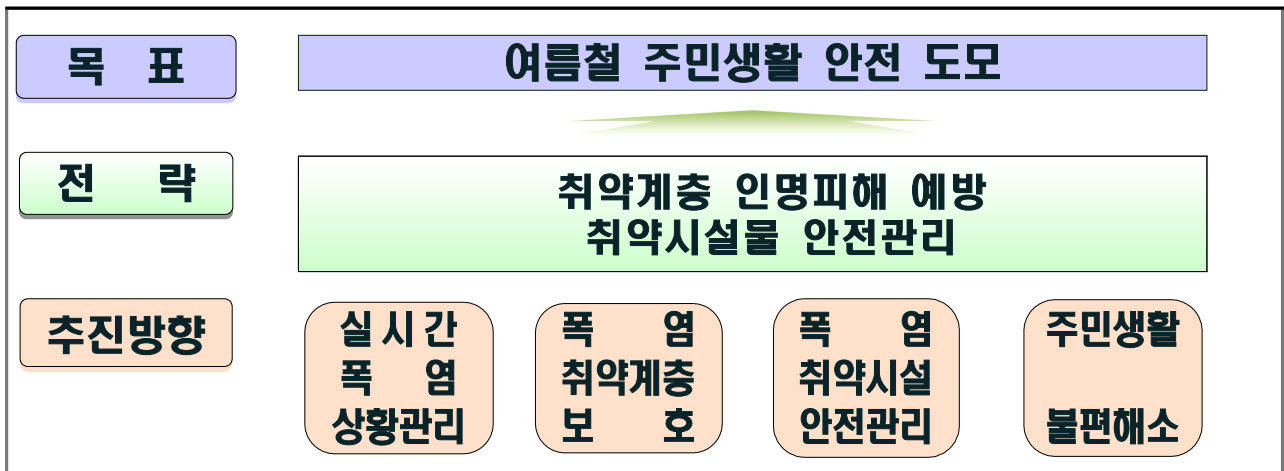 목 표
여름철 주민생활 안전 도모
전 략
취약계층 인명피해 예방
취약시설물 안전관리
추진방향
실시간
폭 염
상황관리
폭 염
취약계층
보 호
폭 염
취약시설
안전관리
주민생활
불편해소